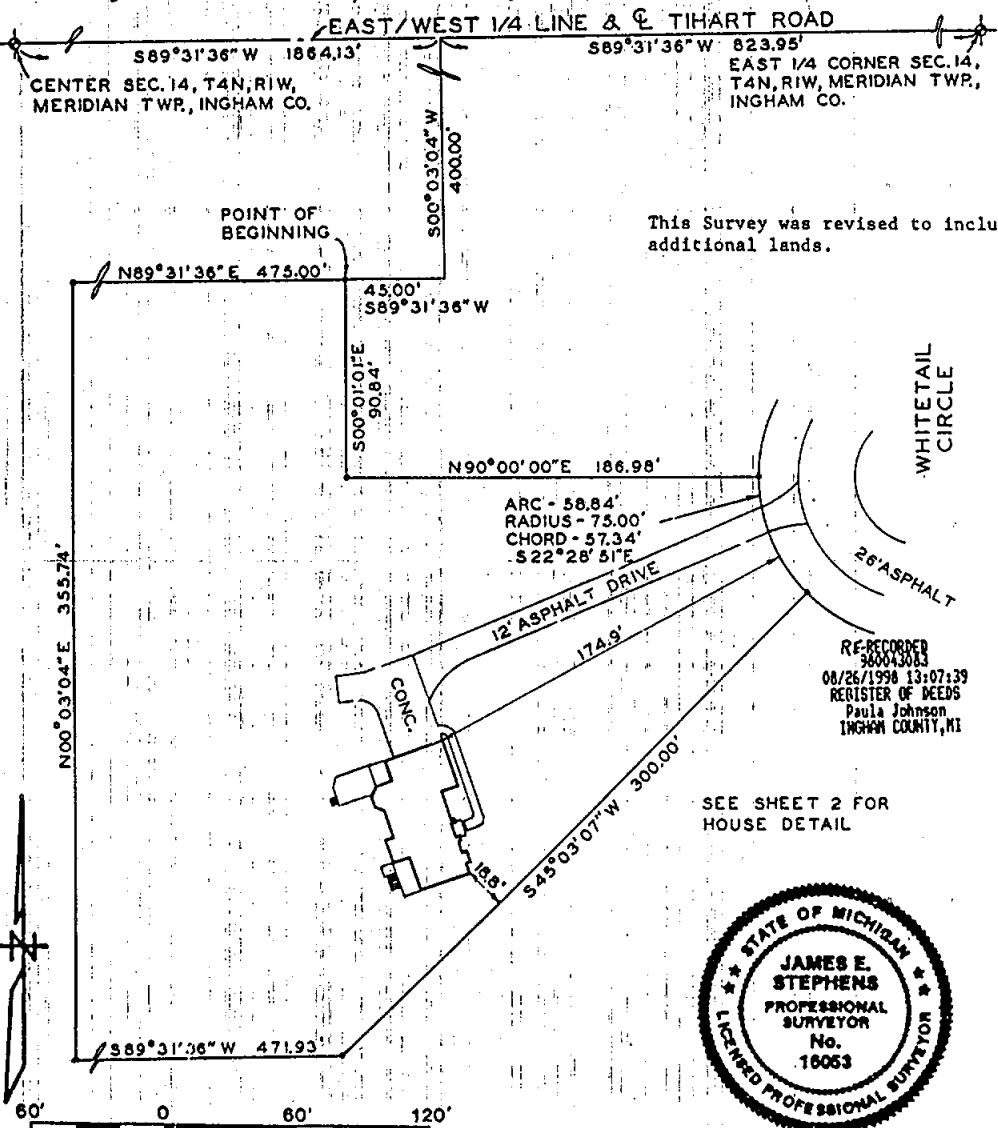 EAST/WEST 1/4 LINE & ℄ TIHART ROAD
S89°31'36"W 1864.13'
S89°31'36"W 823.95'
CENTER SEC. 14, T4N, R1W,
MERIDIAN TWP., INGHAM CO.
EAST 1/4 CORNER SEC. 14,
T4N, R1W, MERIDIAN TWP.,
INGHAM CO.
S00°03'04"W
400.00'
POINT OF
BEGINNING
This Survey was revised to inclu
additional lands.
N89°31'36"E 475.00'
45.00'
S89°31'36"W
S00°01'01"E
90.84'
WHITETAIL
CIRCLE
N90°00'00"E 186.98'
ARC - 58.84'
RADIUS - 75.00'
CHORD - 57.34'
S22°28'51"E
26' ASPHALT
12' ASPHALT DRIVE
174.9'
N00°03'04"E 355.74'
CONC.
RE-RECORDED
980043083
08/26/1998 13:07:39
REGISTER OF DEEDS
Paula Johnson
INGHAM COUNTY, MI
S45°03'07"W 300.00'
SEE SHEET 2 FOR
HOUSE DETAIL
16.8'
STATE OF MICHIGAN
JAMES E.
STEPHENS
PROFESSIONAL
SURVEYOR
No.
16053
LICENSED PROFESSIONAL SURVEYOR
N
S89°31'36"W 471.93'
60' 0 60' 120'